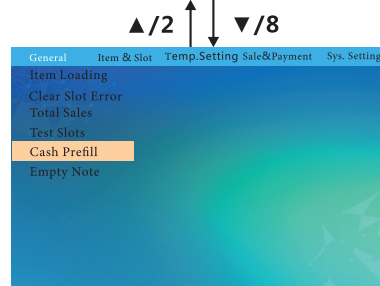 ▲/2 ▼/8
General Item & Slot Temp.Setting Sale&Payment Sys. Setting
Item Loading
Clear Slot Error
Total Sales
Test Slots
Cash Prefill
Empty Note